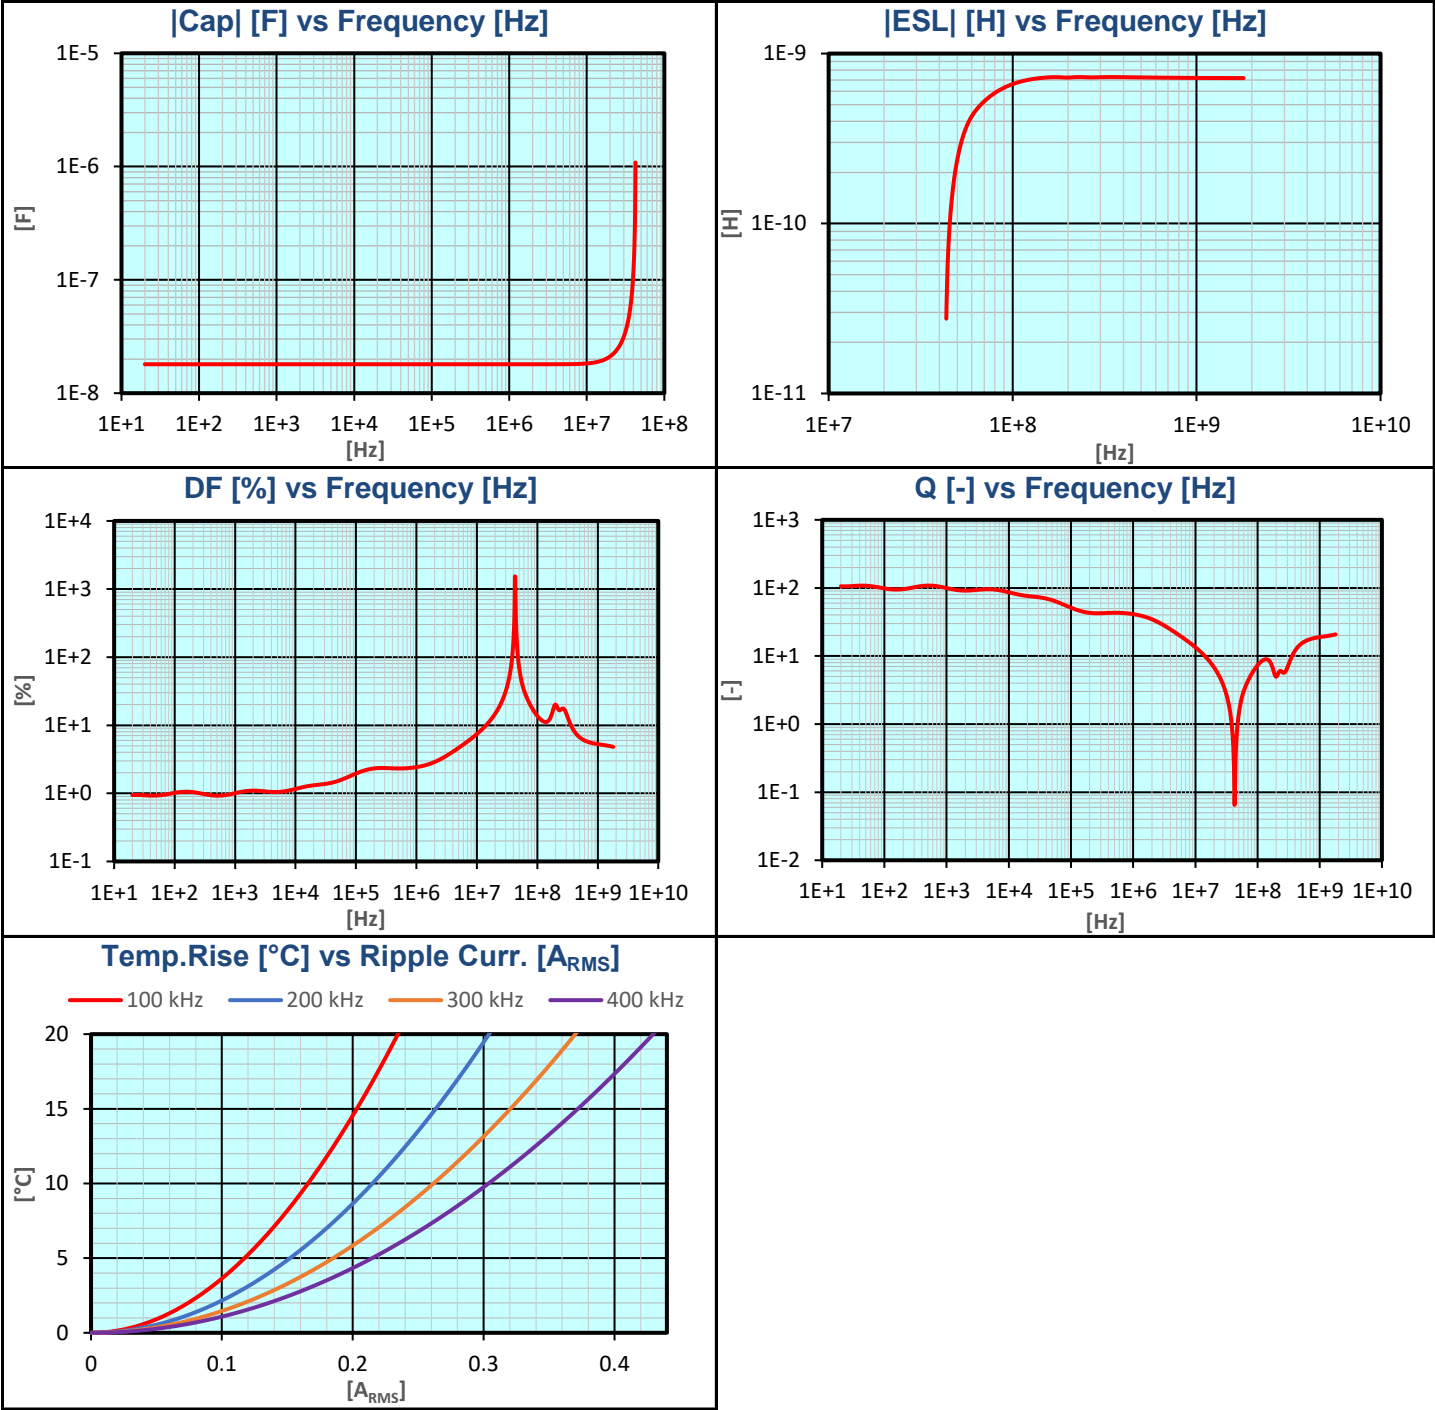 |Cap| [F] vs Frequency [Hz]
1E-5
1E-6
1E-7
1E-8
[F]
1E+1 1E+2 1E+3 1E+4 1E+5 1E+6 1E+7 1E+8
[Hz]
|ESL| [H] vs Frequency [Hz]
1E-9
1E-10
1E-11
[H]
1E+7 1E+8 1E+9 1E+10
[Hz]
DF [%] vs Frequency [Hz]
1E+4
1E+3
1E+2
1E+1
1E+0
1E-1
[%]
1E+1 1E+2 1E+3 1E+4 1E+5 1E+6 1E+7 1E+8 1E+9 1E+10
[Hz]
Q [-] vs Frequency [Hz]
1E+3
1E+2
1E+1
1E+0
1E-1
1E-2
[-]
1E+1 1E+2 1E+3 1E+4 1E+5 1E+6 1E+7 1E+8 1E+9 1E+10
[Hz]
Temp.Rise [°C] vs Ripple Curr. [ARMS]
100 kHz 200 kHz 300 kHz 400 kHz
20
15
10
5
0
[°C]
0 0.1 0.2 0.3 0.4
[ARMS]